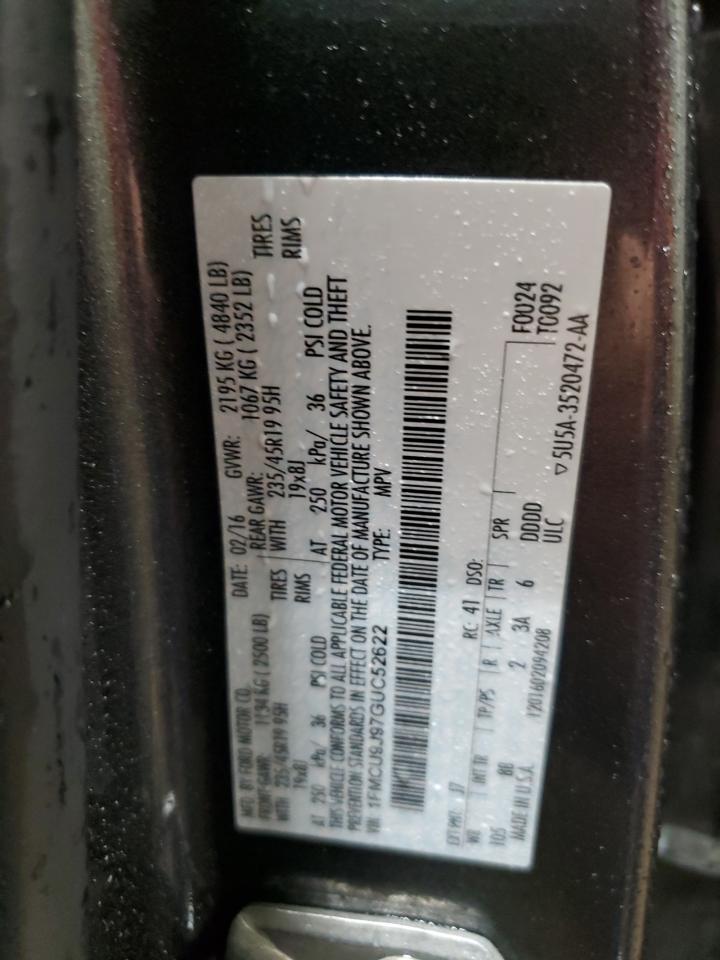 MFD. BY FORD MOTOR CO.
DATE: 02/16 GVWR: 2195 KG ( 4840 LB)
FRONT GAWR: 1134 KG ( 2500 LB) REAR GAWR: 1067 KG ( 2352 LB)
WITH 235/45R19 95H TIRES WITH 235/45R19 95H TIRES
19x8J RIMS 19x8J RIMS
AT 250 kPa/ 36 PSI COLD AT 250 kPa/ 36 PSI COLD
THIS VEHICLE CONFORMS TO ALL APPLICABLE FEDERAL MOTOR VEHICLE SAFETY AND THEFT
PREVENTION STANDARDS IN EFFECT ON THE DATE OF MANUFACTURE SHOWN ABOVE.
VIN: 1FMCU9J97GUC52622 TYPE: MPV
EXT PNT: J7 RC: 41 DSO:
WB INT TR TP/PS R AXLE TR SPR F0024
105 8B 2 3A 6 DDDD T0092
MADE IN U.S.A. 1201602094208 ULC
▽5U5A-3520472-AA